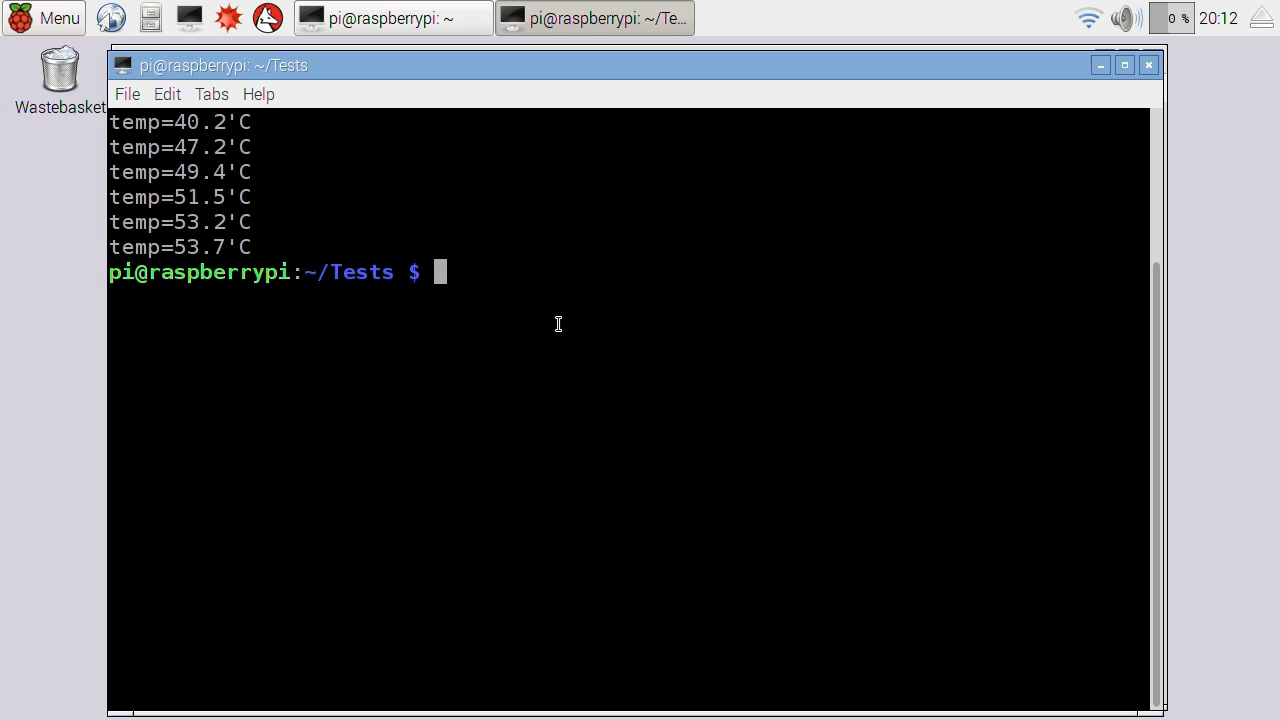 Menu
pi@raspberrypi: ~
pi@raspberrypi: ~/Te...
0 %
20:12
Wastebasket
pi@raspberrypi: ~/Tests
File Edit Tabs Help
temp=40.2'C
temp=47.2'C
temp=49.4'C
temp=51.5'C
temp=53.2'C
temp=53.7'C
pi@raspberrypi:~/Tests $